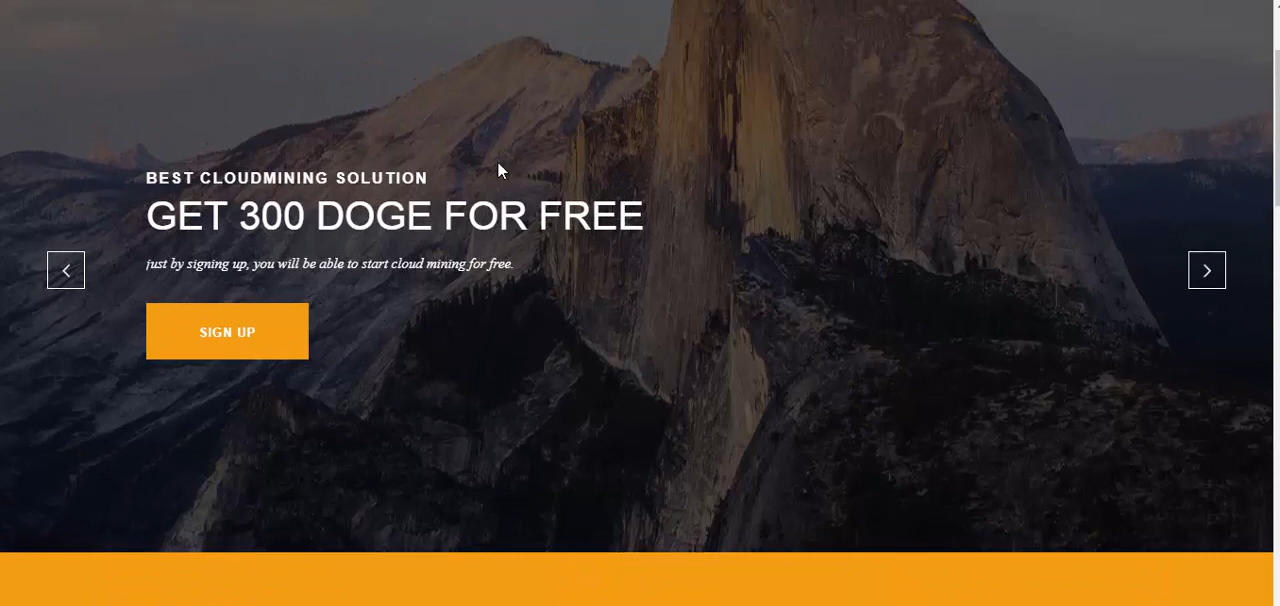 BEST CLOUDMINING SOLUTION
GET 300 DOGE FOR FREE
just by signing up, you will be able to start cloud mining for free.
SIGN UP